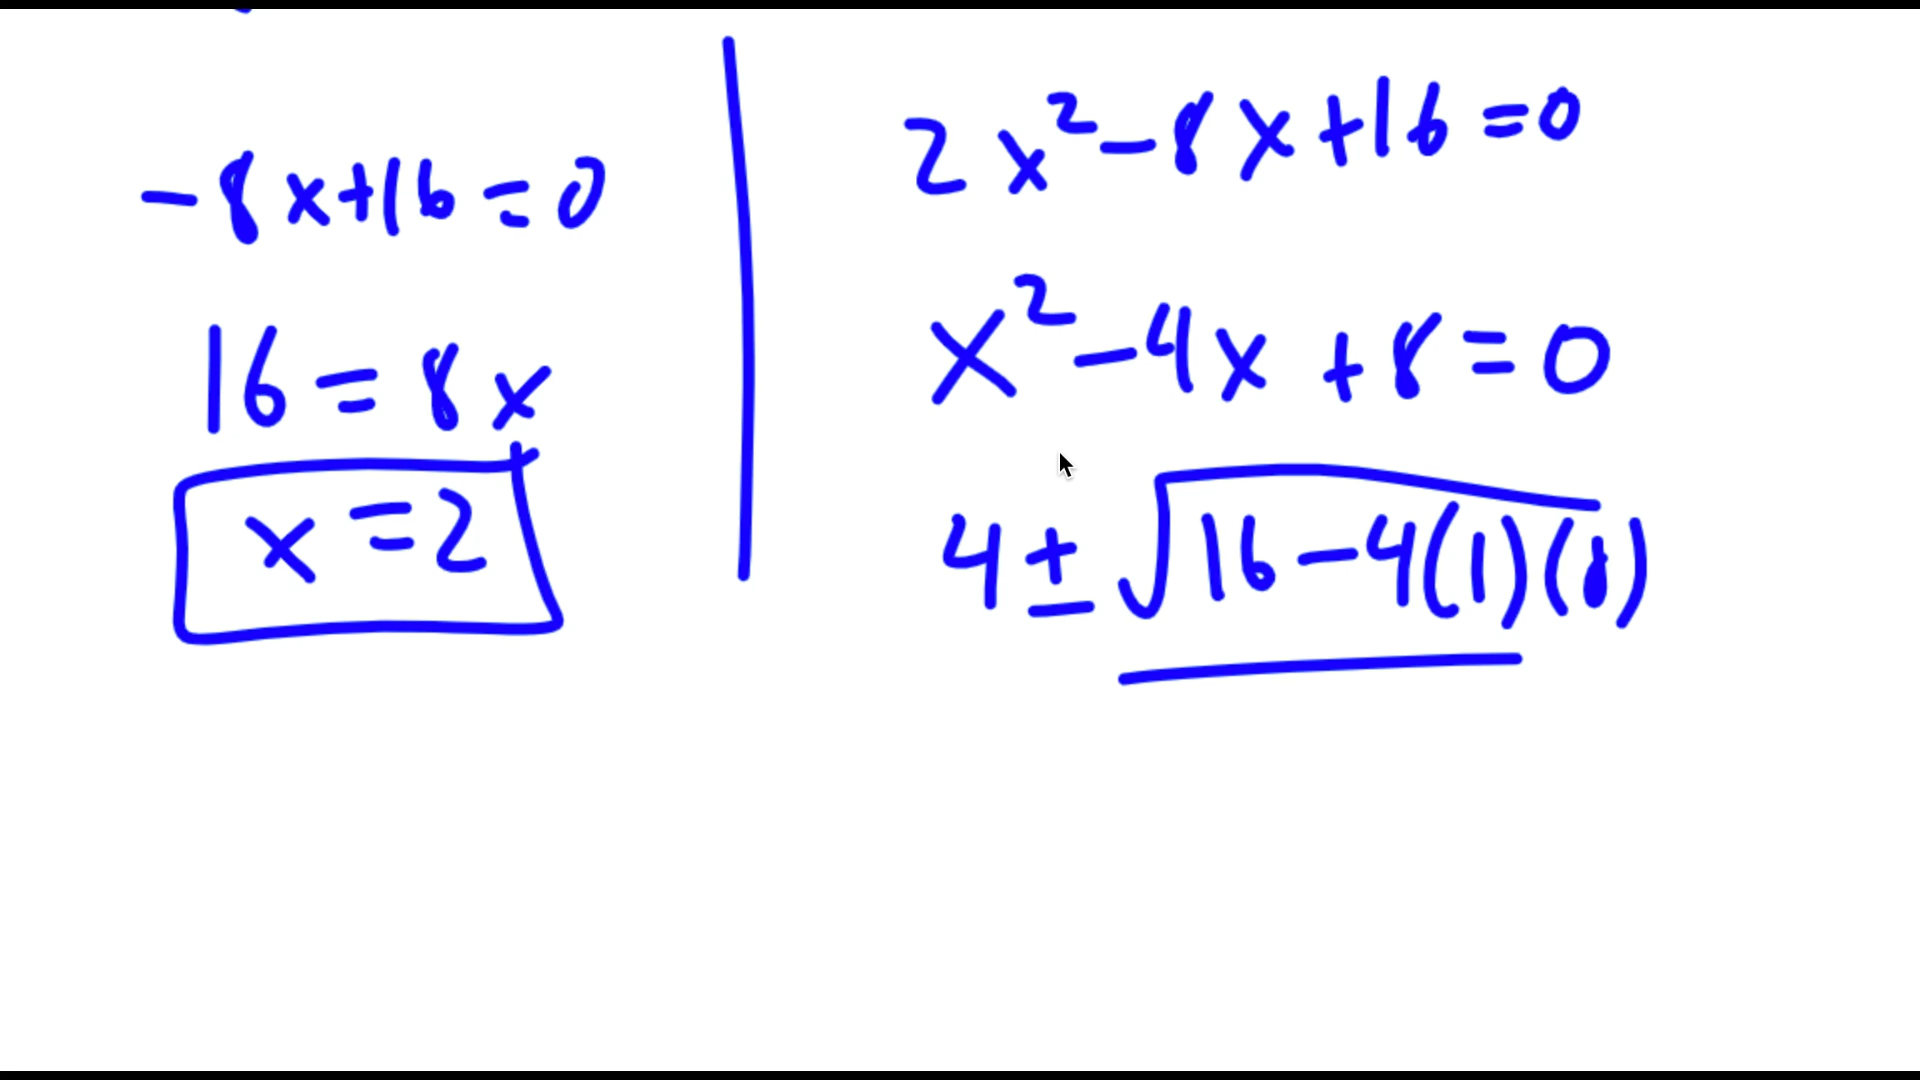 -8x+16=0
16=8x
x=2
2x²-8x+16=0
x²-4x+8=0
4±√16-4(1)(8)